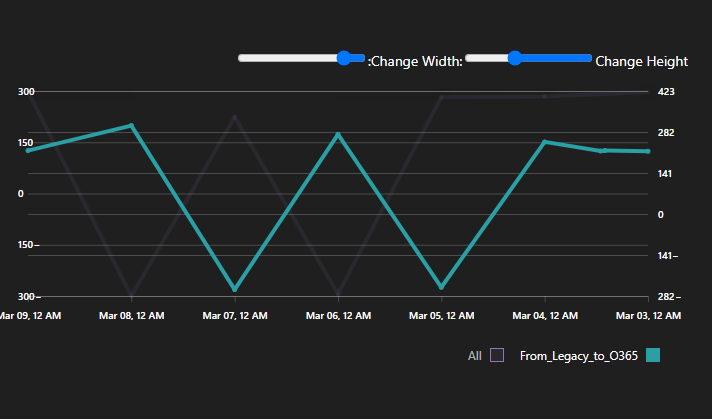 :Change Width: Change Height
300 423
150 282
141
0 0
150– 141–
300– 282–
Mar 09, 12 AM Mar 08, 12 AM Mar 07, 12 AM Mar 06, 12 AM Mar 05, 12 AM Mar 04, 12 AM Mar 03, 12 AM
All From_Legacy_to_O365